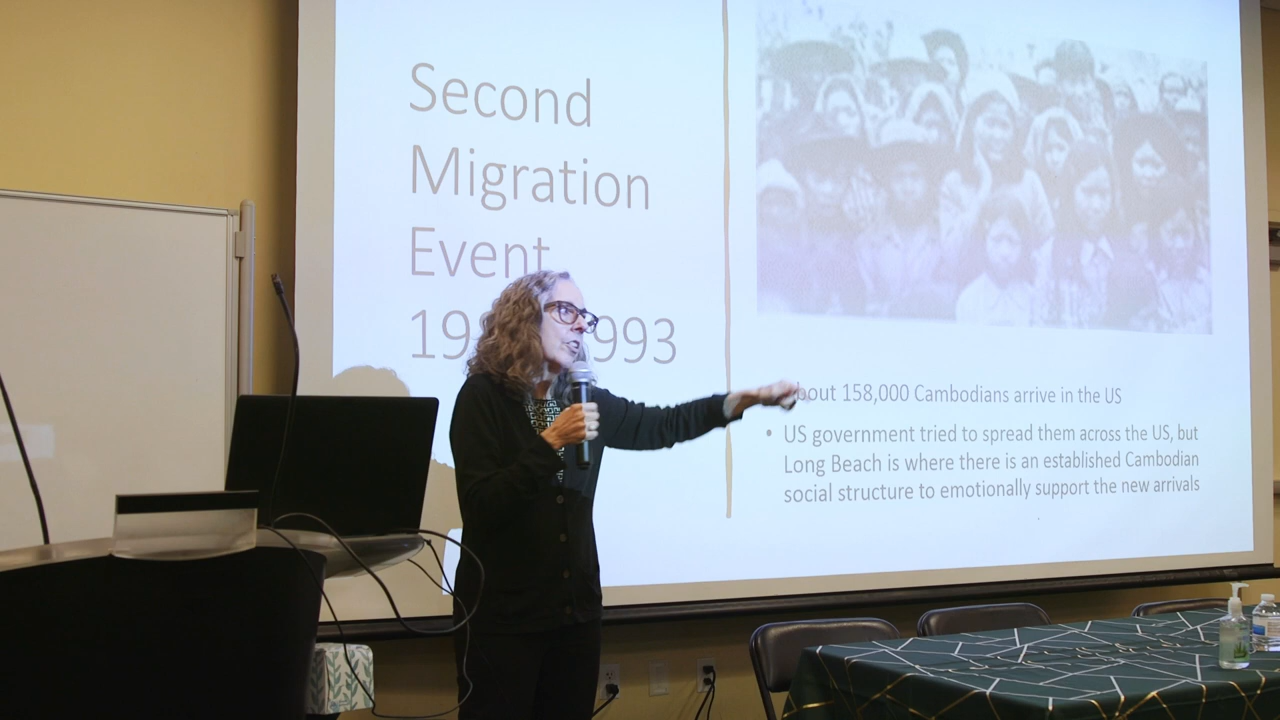 Second
Migration
Event
19 993
bout 158,000 Cambodians arrive in the US
• US government tried to spread them across the US, but
Long Beach is where there is an established Cambodian
social structure to emotionally support the new arrivals